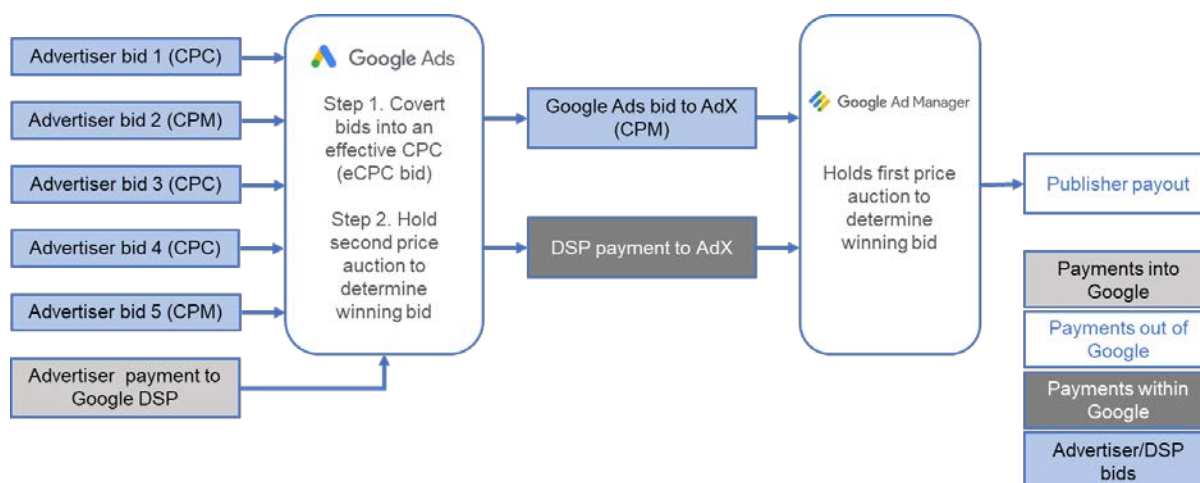 Advertiser bid 1 (CPC)
Advertiser bid 2 (CPM)
Advertiser bid 3 (CPC)
Advertiser bid 4 (CPC)
Advertiser bid 5 (CPM)
Advertiser payment to
Google DSP
Google Ads
Step 1. Covert
bids into an
effective CPC
(eCPC bid)
Step 2. Hold
second price
auction to
determine
winning bid
Google Ads bid to AdX
(CPM)
DSP payment to AdX
Google Ad Manager
Holds first price
auction to
determine
winning bid
Publisher payout
Payments into
Google
Payments out of
Google
Payments within
Google
Advertiser/DSP
bids